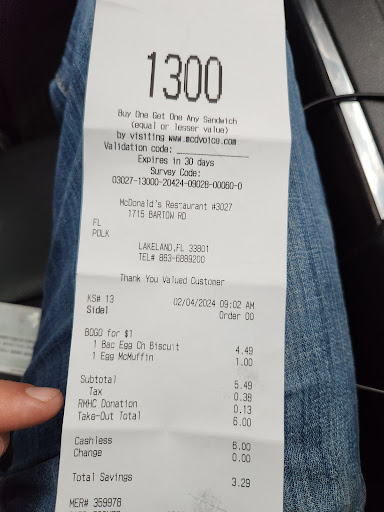 1300
Buy One Get One Any Sandwich
(equal or lesser value)
by visiting www.mcdvoice.com
Validation code: ______________
Expires in 30 days
Survey Code:
03027-13000-20424-09028-00060-0
McDonald's Restaurant #3027
1715 BARTOW RD
FL
POLK
LAKELAND,FL 33801
TEL# 863-6889200
Thank You Valued Customer
KS# 13 02/04/2024 09:02 AM
Side1 Order 00
BOGO for $1
1 Bac Egg Ch Biscuit 4.49
1 Egg McMuffin 1.00
Subtotal 5.49
Tax 0.38
RMHC Donation 0.13
Take-Out Total 6.00
Cashless 6.00
Change 0.00
Total Savings 3.29
MER# 359978